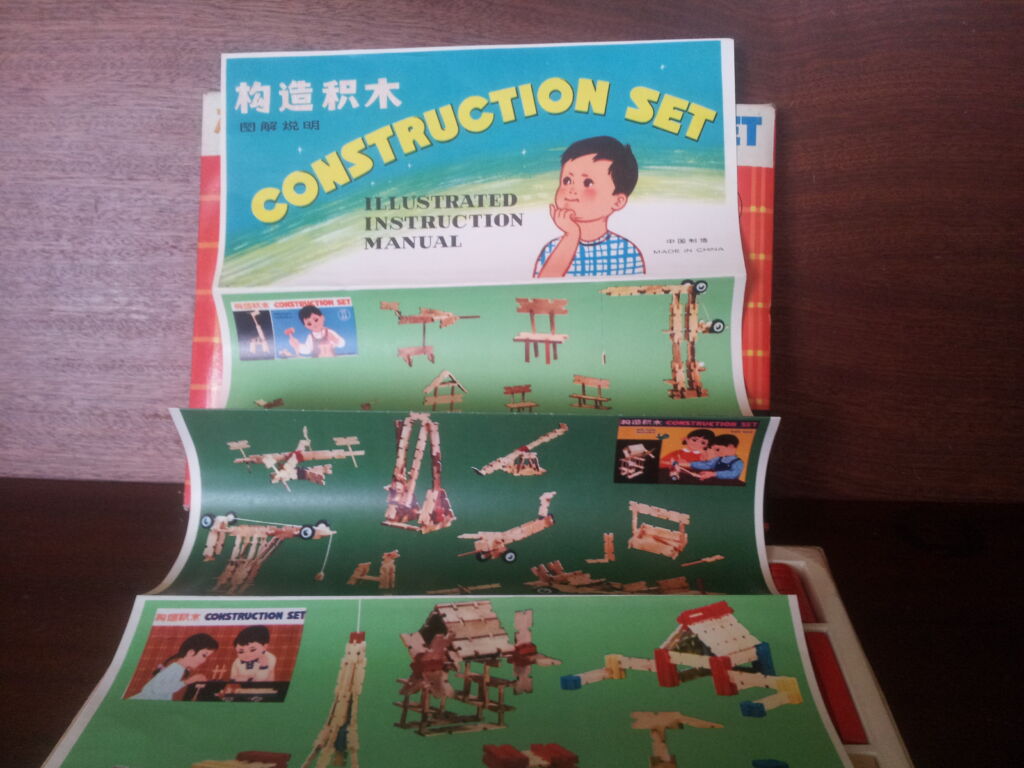 构造积木
图解说明
CONSTRUCTION SET
ILLUSTRATED
INSTRUCTION
MANUAL
中国制造
MADE IN CHINA
ET
构造积木 CONSTRUCTION SET
构造积木 CONSTRUCTION SET
构造积木 CONSTRUCTION SET